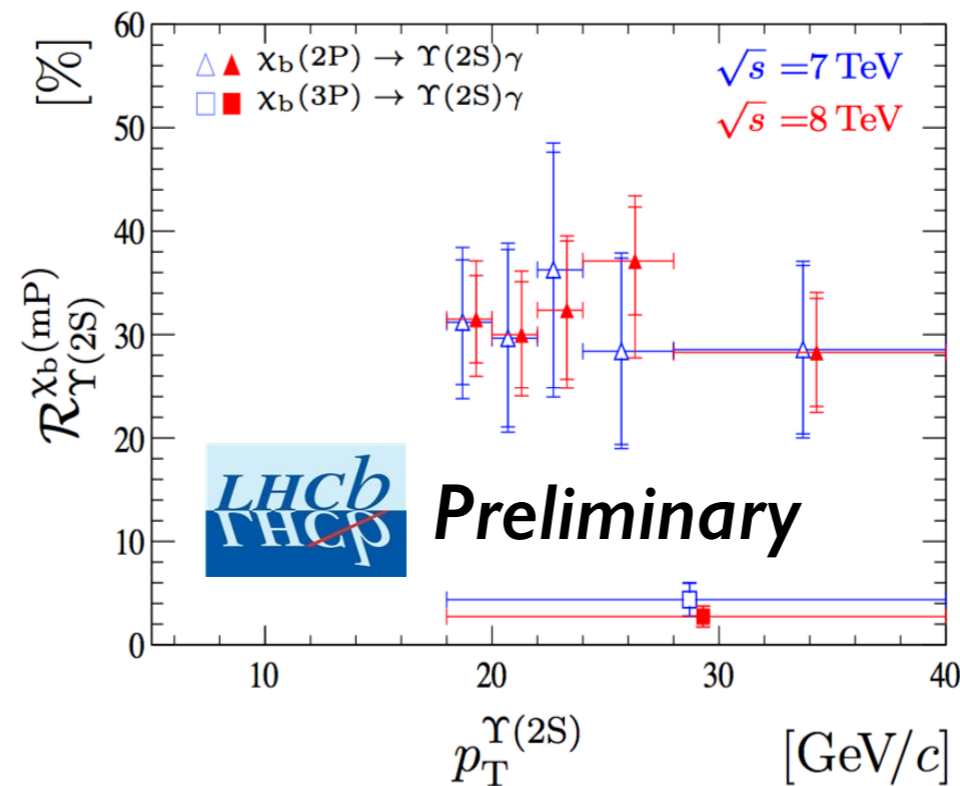 [%]
60
50
40
30
20
10
0
χb(2P) → Υ(2S)γ
χb(3P) → Υ(2S)γ
√s =7 TeV
√s =8 TeV
R^χb(mP)_Υ(2S)
LHCb
LHCb
Preliminary
10 20 30 40
p_T^Υ(2S) [GeV/c]